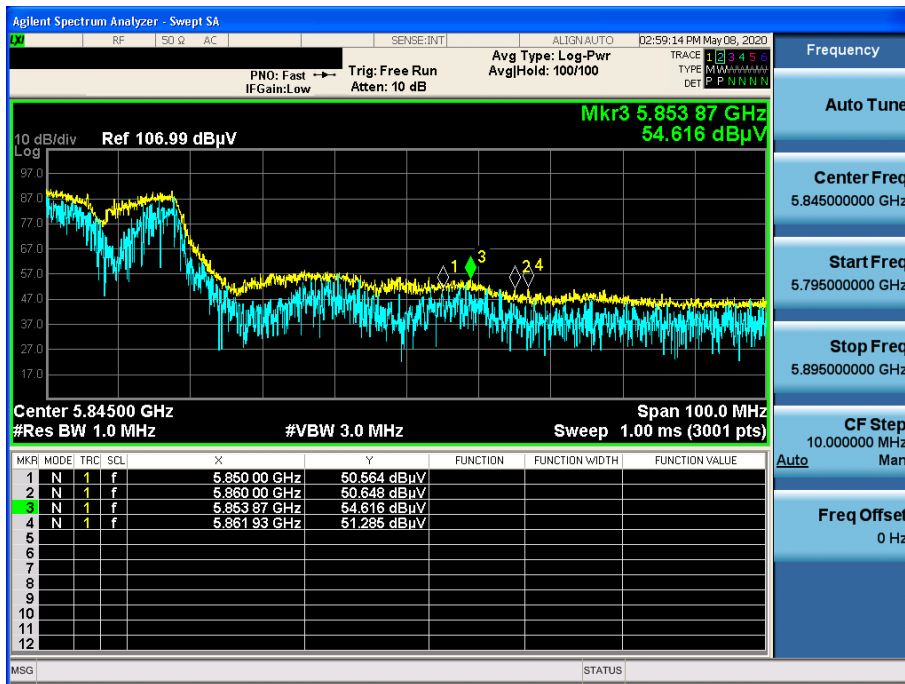 Agilent Spectrum Analyzer - Swept SA
LXI RF 50 Ω AC SENSE:INT ALIGN AUTO 02:59:14 PM May 08, 2020
PNO: Fast Trig: Free Run Avg Type: Log-Pwr TRACE 1 2 3 4 5 6
IFGain:Low Atten: 10 dB Avg|Hold: 100/100 TYPE M W
DET P P N N N N
Frequency
Auto Tune
Center Freq
5.845000000 GHz
Start Freq
5.795000000 GHz
Stop Freq
5.895000000 GHz
CF Step
10.000000 MHz
Auto Man
Freq Offset
0 Hz
Mkr3 5.853 87 GHz
54.616 dBµV
10 dB/div Ref 106.99 dBµV
Log
97.0
87.0
77.0
67.0
57.0
47.0
37.0
27.0
17.0
1 3 2 4
Center 5.84500 GHz Span 100.0 MHz
#Res BW 1.0 MHz #VBW 3.0 MHz Sweep 1.00 ms (3001 pts)
MKR MODE TRC SCL X Y FUNCTION FUNCTION WIDTH FUNCTION VALUE
1 N 1 f 5.850 00 GHz 50.564 dBµV
2 N 1 f 5.860 00 GHz 50.648 dBµV
3 N 1 f 5.853 87 GHz 54.616 dBµV
4 N 1 f 5.861 93 GHz 51.285 dBµV
5
6
7
8
9
10
11
12
MSG STATUS